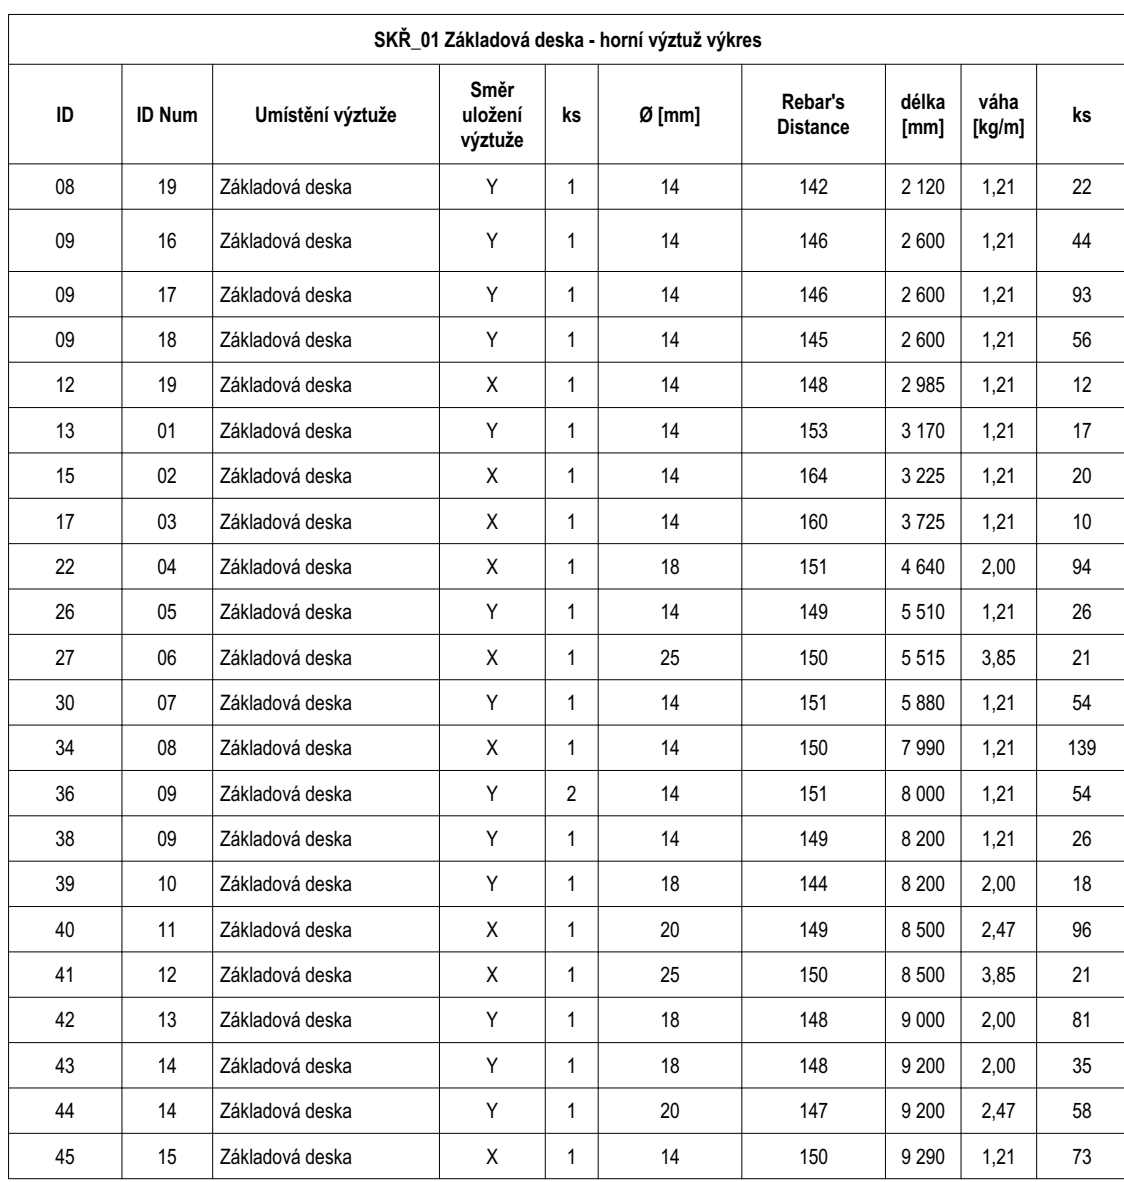 SKŘ_01 Základová deska - horní výztuž výkres
ID ID Num Umístění výztuže Směr uložení výztuže ks Ø [mm] Rebar's Distance délka [mm] váha [kg/m] ks
08 19 Základová deska Y 1 14 142 2 120 1,21 22
09 16 Základová deska Y 1 14 146 2 600 1,21 44
09 17 Základová deska Y 1 14 146 2 600 1,21 93
09 18 Základová deska Y 1 14 145 2 600 1,21 56
12 19 Základová deska X 1 14 148 2 985 1,21 12
13 01 Základová deska Y 1 14 153 3 170 1,21 17
15 02 Základová deska X 1 14 164 3 225 1,21 20
17 03 Základová deska X 1 14 160 3 725 1,21 10
22 04 Základová deska X 1 18 151 4 640 2,00 94
26 05 Základová deska Y 1 14 149 5 510 1,21 26
27 06 Základová deska X 1 25 150 5 515 3,85 21
30 07 Základová deska Y 1 14 151 5 880 1,21 54
34 08 Základová deska X 1 14 150 7 990 1,21 139
36 09 Základová deska Y 2 14 151 8 000 1,21 54
38 09 Základová deska Y 1 14 149 8 200 1,21 26
39 10 Základová deska Y 1 18 144 8 200 2,00 18
40 11 Základová deska X 1 20 149 8 500 2,47 96
41 12 Základová deska X 1 25 150 8 500 3,85 21
42 13 Základová deska Y 1 18 148 9 000 2,00 81
43 14 Základová deska Y 1 18 148 9 200 2,00 35
44 14 Základová deska Y 1 20 147 9 200 2,47 58
45 15 Základová deska X 1 14 150 9 290 1,21 73